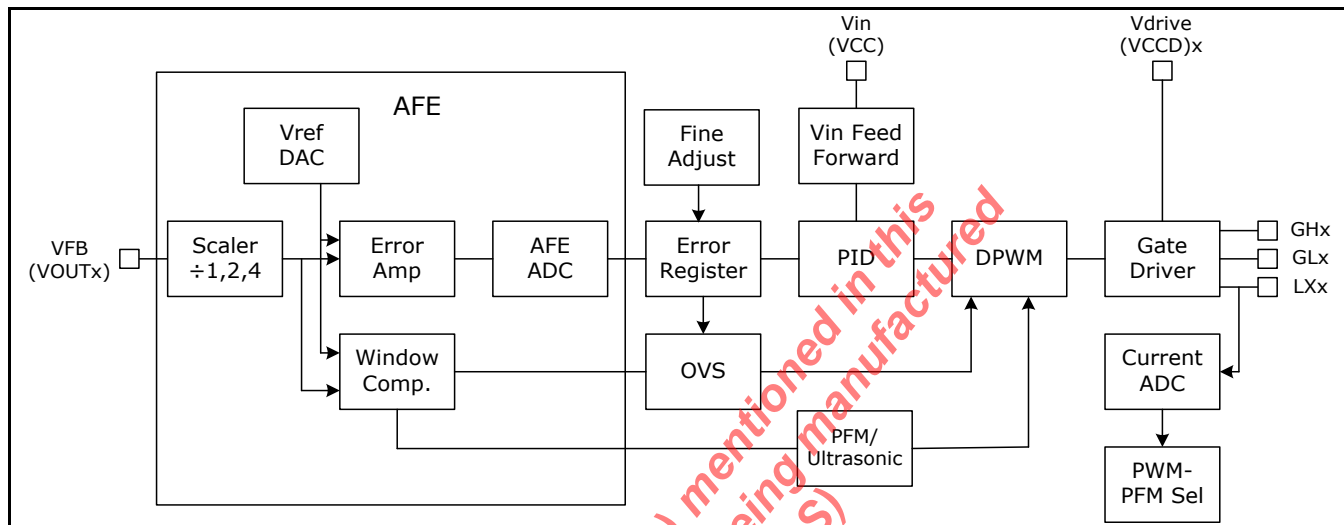 Vin
(VCC)
Vdrive
(VCCD)x
AFE
Vref
DAC
Fine
Adjust
Vin Feed
Forward
VFB
(VOUTx)
Scaler
÷1,2,4
Error
Amp
AFE
ADC
Error
Register
PID
DPWM
Gate
Driver
GHx
GLx
LXx
Window
Comp.
OVS
Current
ADC
PFM/
Ultrasonic
PWM-
PFM Sel
) mentioned in this
eing manufactured
S)